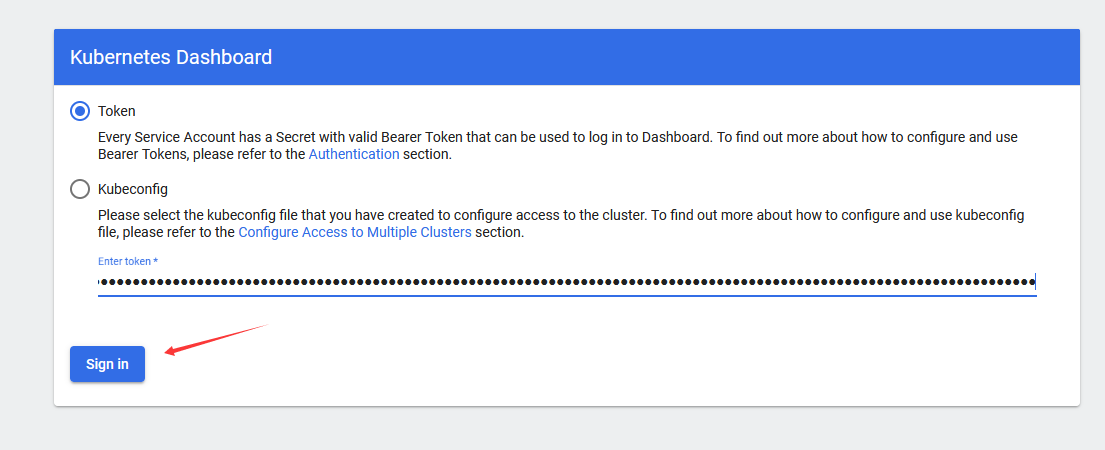 Kubernetes Dashboard
Token
Every Service Account has a Secret with valid Bearer Token that can be used to log in to Dashboard. To find out more about how to configure and use
Bearer Tokens, please refer to the Authentication section.
Kubeconfig
Please select the kubeconfig file that you have created to configure access to the cluster. To find out more about how to configure and use kubeconfig
file, please refer to the Configure Access to Multiple Clusters section.
Enter token *
Sign in